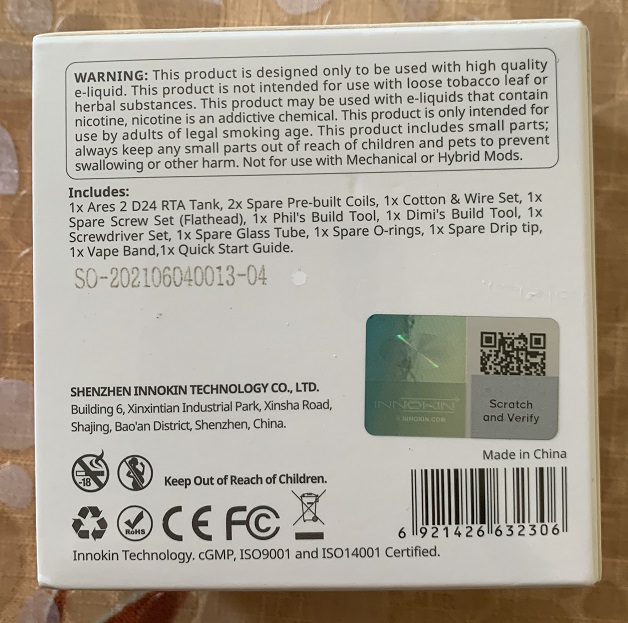 WARNING: This product is designed only to be used with high quality
e-liquid. This product is not intended for use with loose tobacco leaf or
herbal substances. This product may be used with e-liquids that contain
nicotine, nicotine is an addictive chemical. This product is only intended for
use by adults of legal smoking age. This product includes small parts;
always keep any small parts out of reach of children and pets to prevent
swallowing or other harm. Not for use with Mechanical or Hybrid Mods.
Includes:
1x Ares 2 D24 RTA Tank, 2x Spare Pre-built Coils, 1x Cotton & Wire Set, 1x
Spare Screw Set (Flathead), 1x Phil's Build Tool, 1x Dimi's Build Tool, 1x
Screwdriver Set, 1x Spare Glass Tube, 1x Spare O-rings, 1x Spare Drip tip,
1x Vape Band,1x Quick Start Guide.
SO-202106040013-04
SHENZHEN INNOKIN TECHNOLOGY CO., LTD.
Building 6, Xinxintian Industrial Park, Xinsha Road,
Shajing, Bao'an District, Shenzhen, China.
INNOKIN
INNOKIN.COM
Scratch
and Verify
Made in China
-18
Keep Out of Reach of Children.
RoHS CE FC
6 921426 632306
Innokin Technology. cGMP, ISO9001 and ISO14001 Certified.